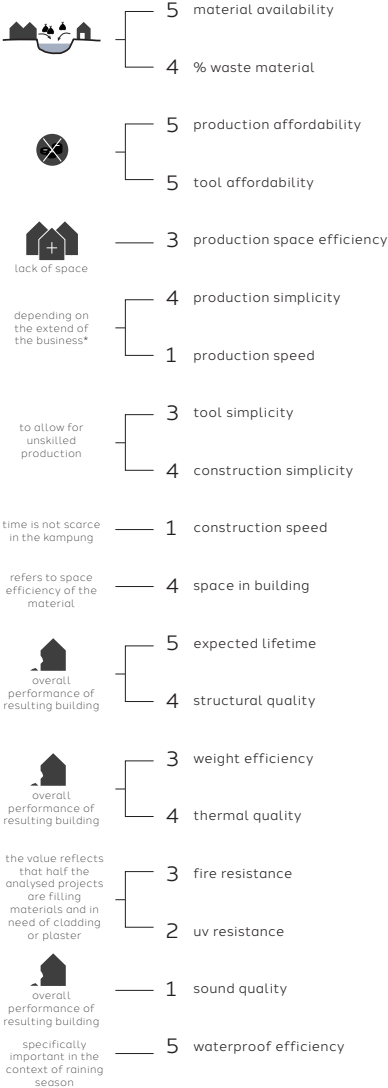 5 material availability
4 % waste material
5 production affordability
5 tool affordability
3 production space efficiency
lack of space
4 production simplicity
depending on
the extend of
the business*
1 production speed
3 tool simplicity
to allow for
unskilled
production
4 construction simplicity
time is not scarce
in the kampung
1 construction speed
refers to space
efficiency of the
material
4 space in building
5 expected lifetime
overall
performance of
resulting building
4 structural quality
3 weight efficiency
overall
performance of
resulting building
4 thermal quality
the value reflects
that half the
analysed projects
are filling
materials and in
need of cladding
or plaster
3 fire resistance
2 uv resistance
1 sound quality
overall
performance of
resulting building
5 waterproof efficiency
specifically
important in the
context of raining
season